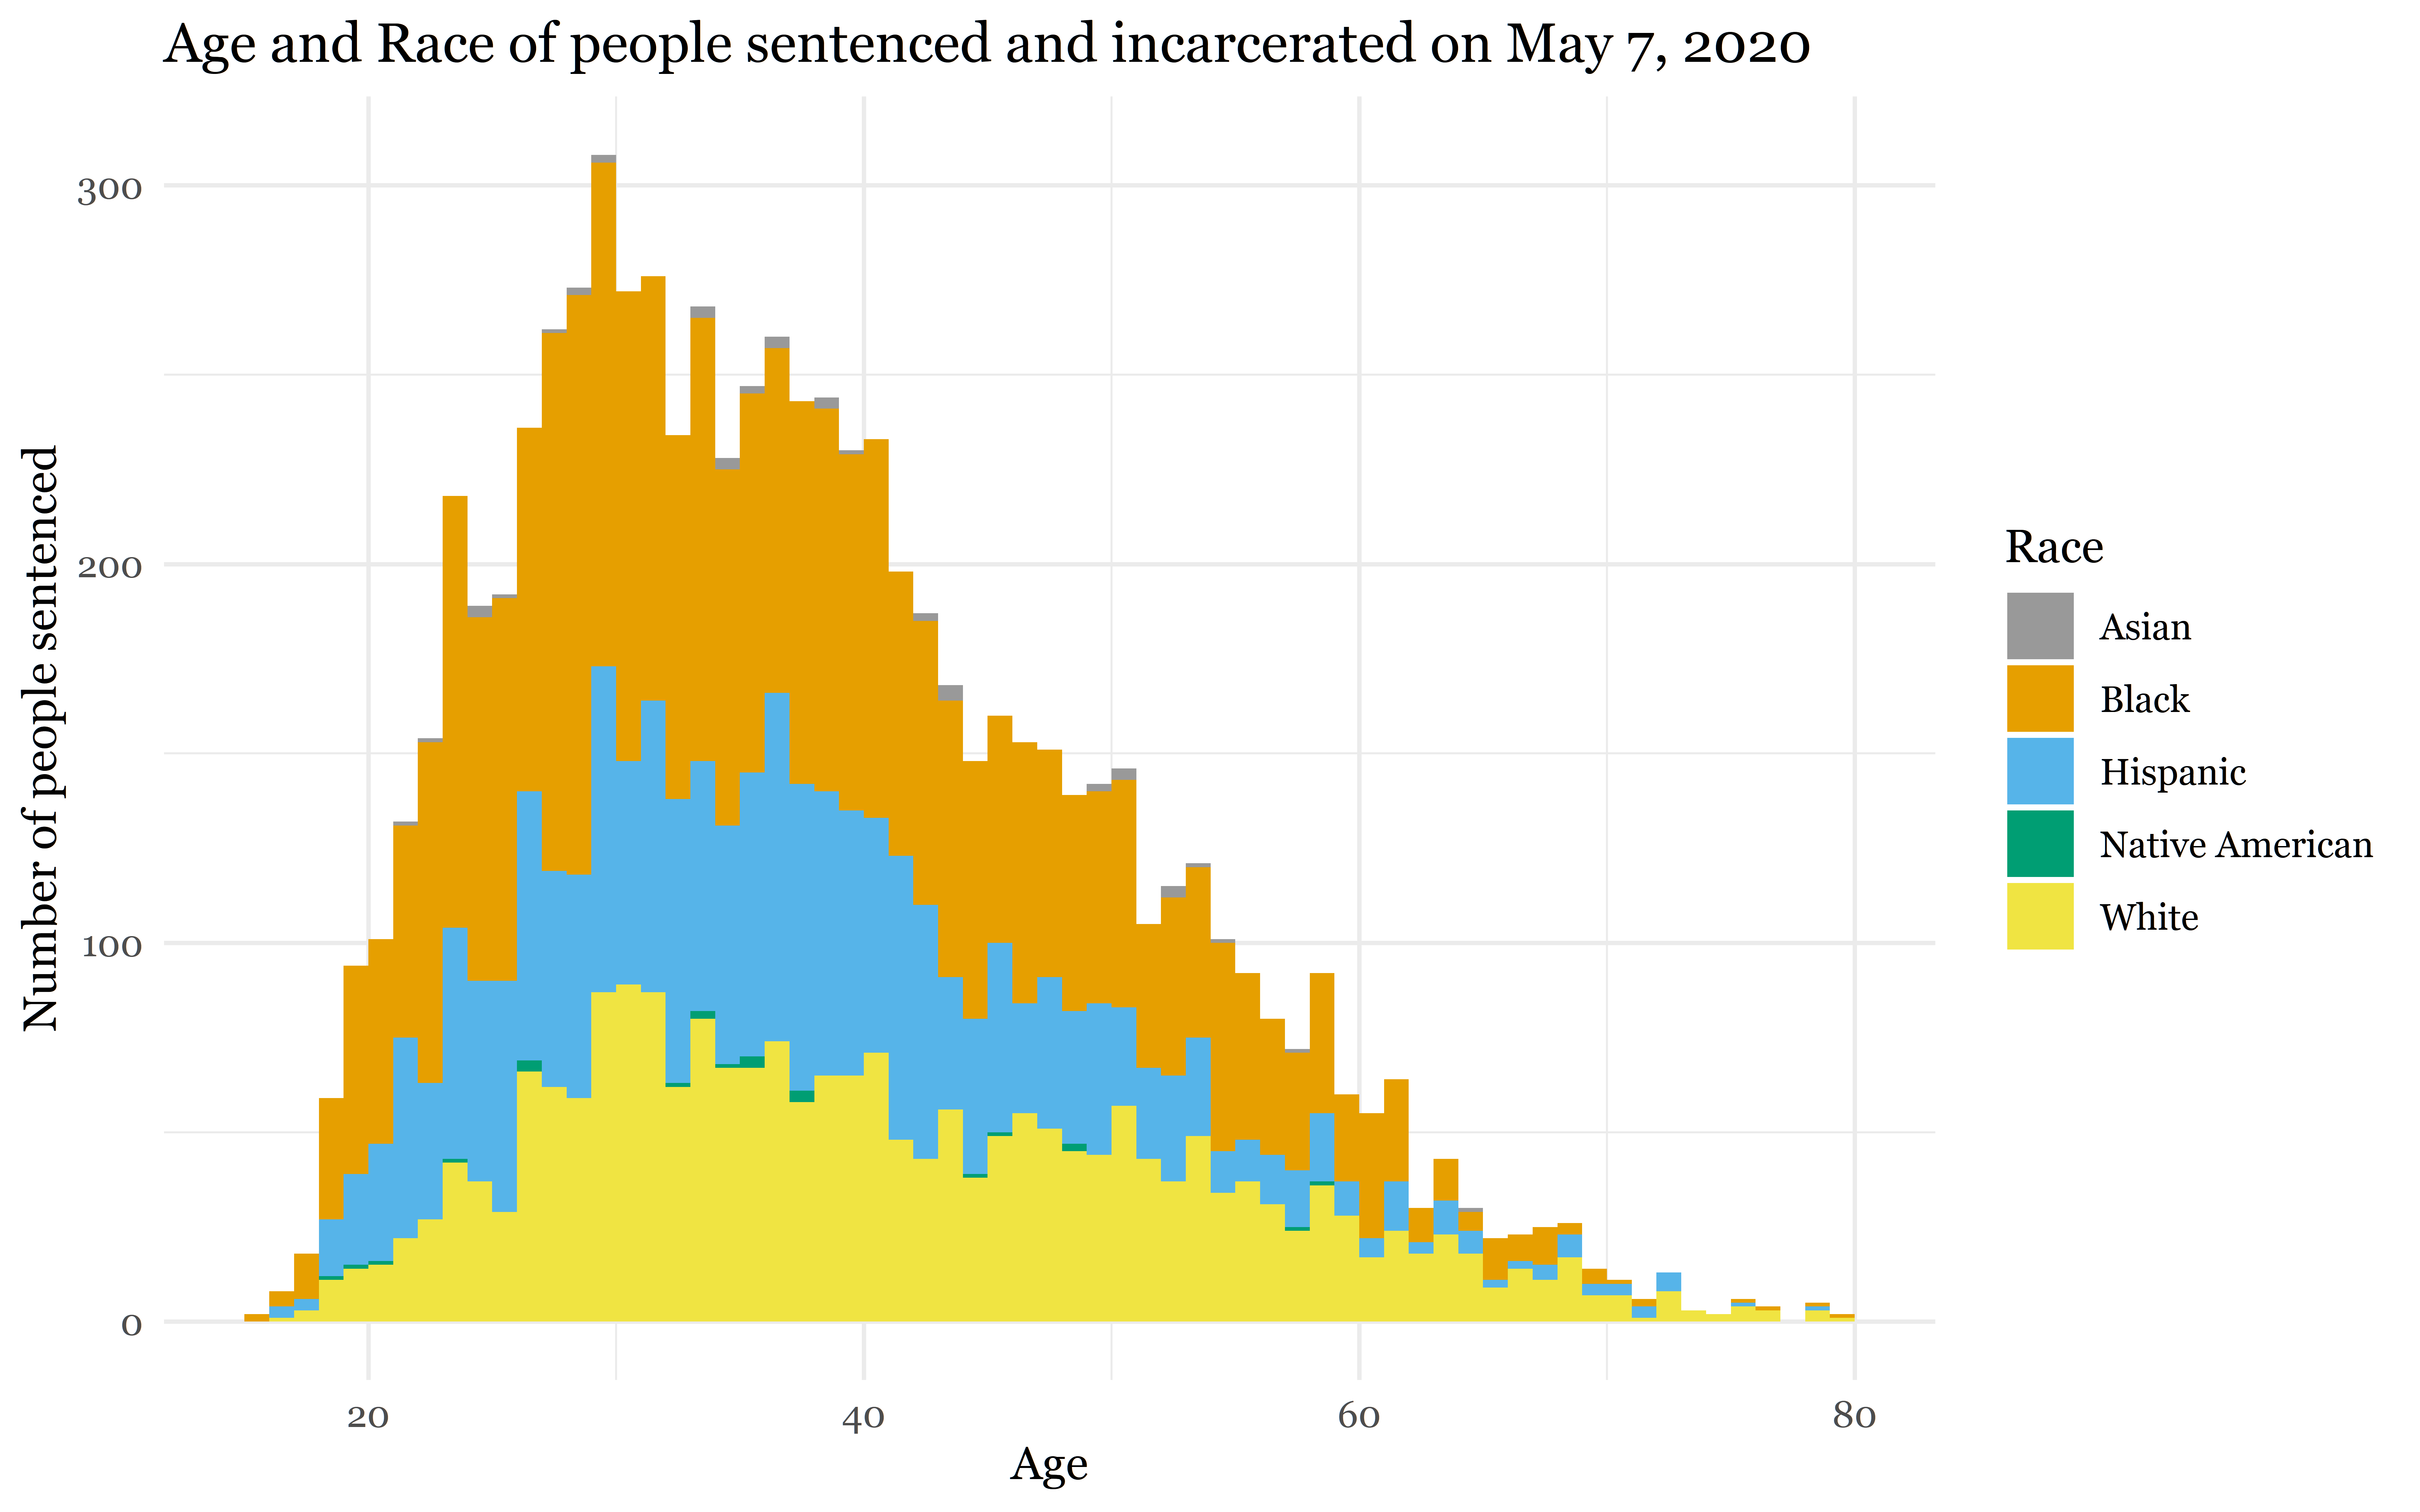 Age and Race of people sentenced and incarcerated on May 7, 2020
Number of people sentenced
300
200
100
0
20
40
60
80
Age
Race
Asian
Black
Hispanic
Native American
White